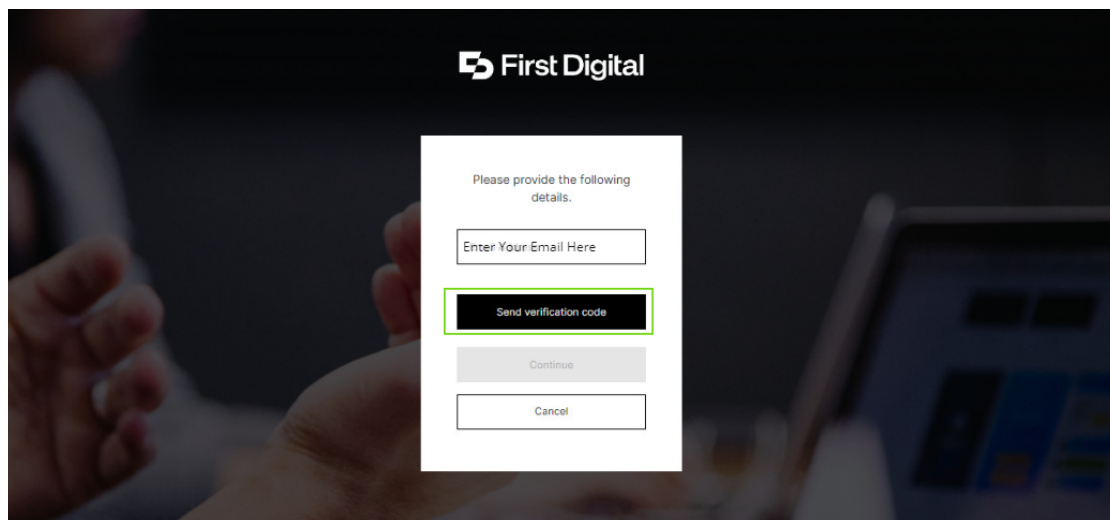 First Digital
Please provide the following
details.
Enter Your Email Here
Send verification code
Continue
Cancel